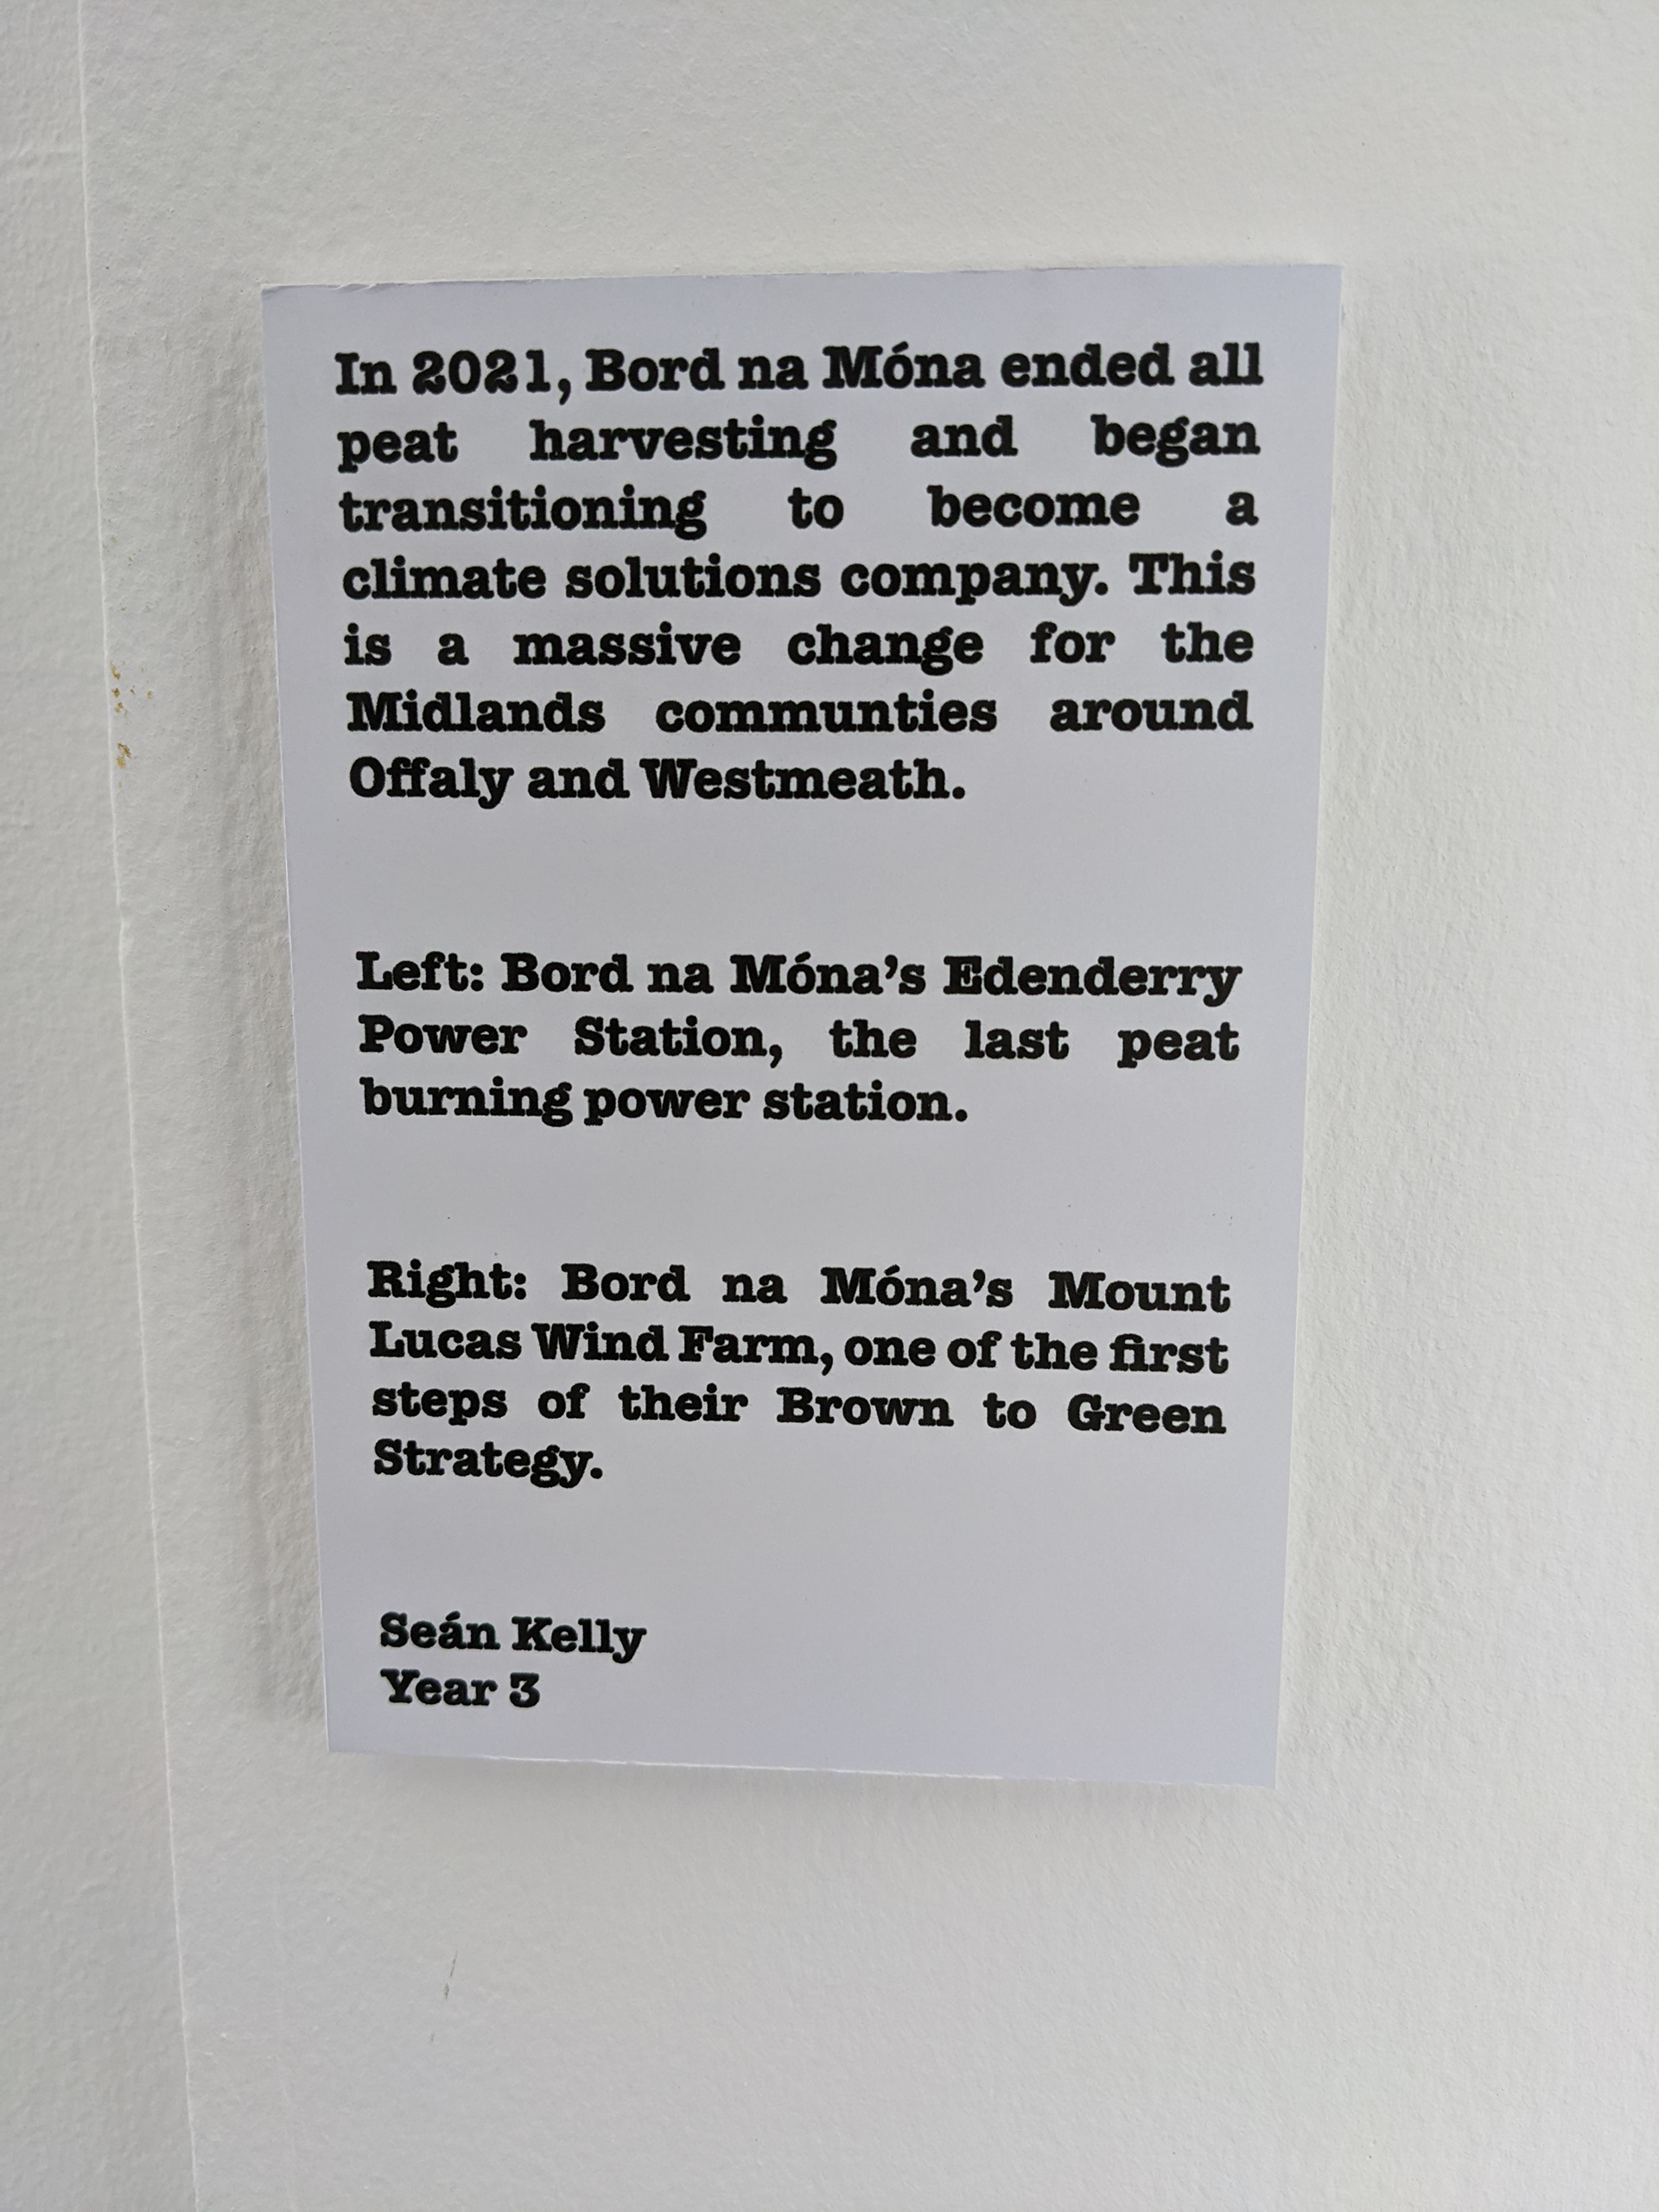 In 2021, Bord na Móna ended all
peat harvesting and began
transitioning to become a
climate solutions company. This
is a massive change for the
Midlands communties around
Offaly and Westmeath.
Left: Bord na Móna’s Edenderry
Power Station, the last peat
burning power station.
Right: Bord na Móna’s Mount
Lucas Wind Farm, one of the first
steps of their Brown to Green
Strategy.
Seán Kelly
Year 3